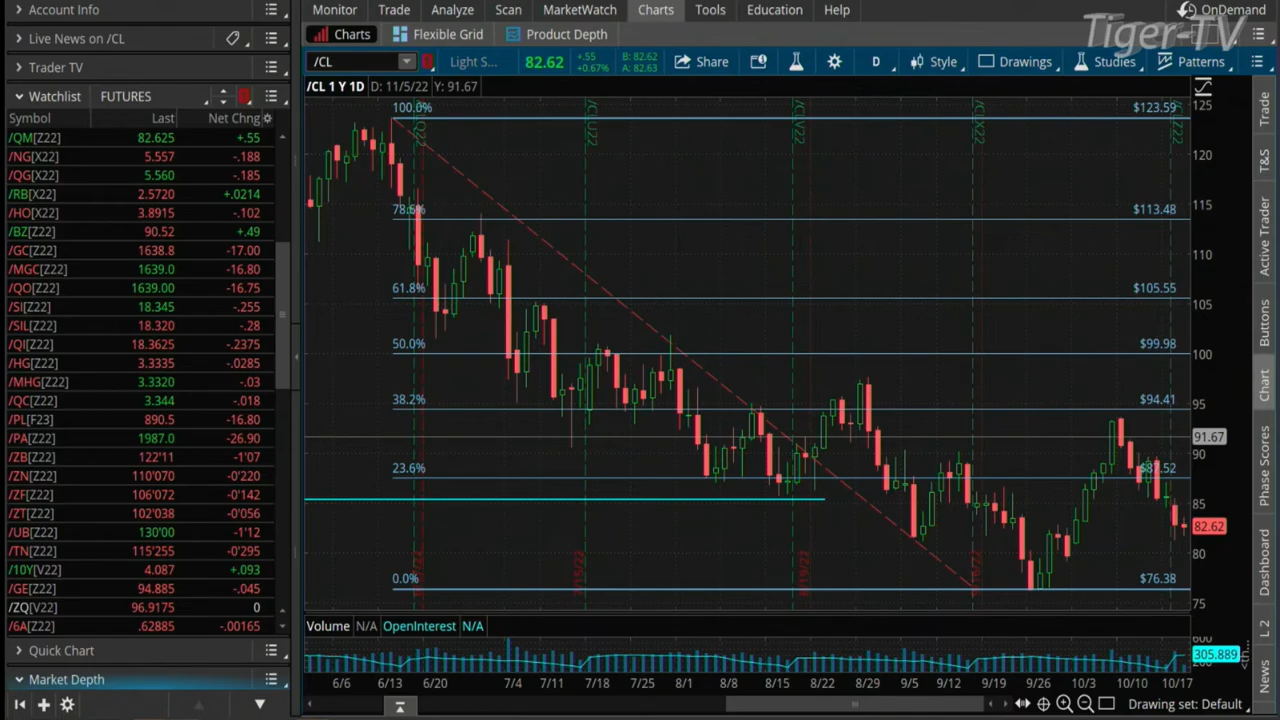 Account Info
Monitor Trade Analyze Scan MarketWatch Charts Tools Education Help
OnDemand
Tiger-TV
Live News on /CL
Charts Flexible Grid Product Depth
Trader TV
/CL Light S... 82.62 +.55 +0.67% B: 82.62 A: 82.63 Share D Style Drawings Studies Patterns
Watchlist FUTURES
/CL 1 Y 1D D: 11/5/22 Y: 91.67
Symbol Last Net Chng
/QM[Z22] 82.625 +.55
/NG[X22] 5.557 -.188
/QG[X22] 5.560 -.185
/RB[X22] 2.5720 +.0214
/HO[X22] 3.8915 -.102
/BZ[Z22] 90.52 +.49
/GC[Z22] 1638.8 -17.00
/MGC[Z22] 1639.0 -16.80
/QO[Z22] 1639.00 -16.75
/SI[Z22] 18.345 -.255
/SIL[Z22] 18.320 -.28
/QI[Z22] 18.3625 -.2375
/HG[Z22] 3.3335 -.0285
/MHG[Z22] 3.3320 -.03
/QC[Z22] 3.344 -.018
/PL[F23] 890.5 -16.80
/PA[Z22] 1987.0 -26.90
/ZB[Z22] 122'11 -1'07
/ZN[Z22] 110'070 -0'220
/ZF[Z22] 106'072 -0'142
/ZT[Z22] 102'038 -0'056
/UB[Z22] 130'00 -1'12
/TN[Z22] 115'255 -0'295
/10Y[V22] 4.087 +.093
/GE[Z22] 94.885 -.045
/ZQ[V22] 96.9175 0
/6A[Z22] .62885 -.00165
Quick Chart
Market Depth
100.0% $123.59
78.6% $113.48
61.8% $105.55
50.0% $99.98
38.2% $94.41
23.6% $87.52
0.0% $76.38
/CLU22
/CLV22
/CLX22
125
120
115
110
105
100
95
91.67
90
85
82.62
80
75
Volume N/A OpenInterest N/A
305.889
6/6 6/13 6/20 7/4 7/11 7/18 7/25 8/1 8/8 8/15 8/22 8/29 9/5 9/12 9/19 9/26 10/3 10/10 10/17
Drawing set: Default
Trade
T&S
Active Trader
Buttons
Chart
Phase Scores
Dashboard
L 2
News